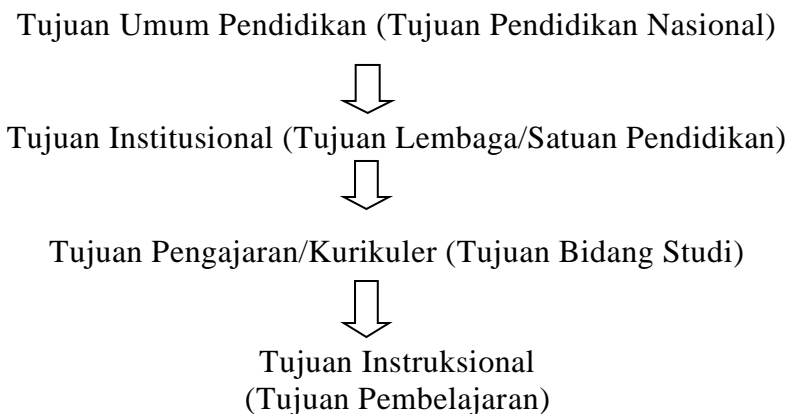 Tujuan Umum Pendidikan (Tujuan Pendidikan Nasional)
Tujuan Institusional (Tujuan Lembaga/Satuan Pendidikan)
Tujuan Pengajaran/Kurikuler (Tujuan Bidang Studi)
Tujuan Instruksional
(Tujuan Pembelajaran)